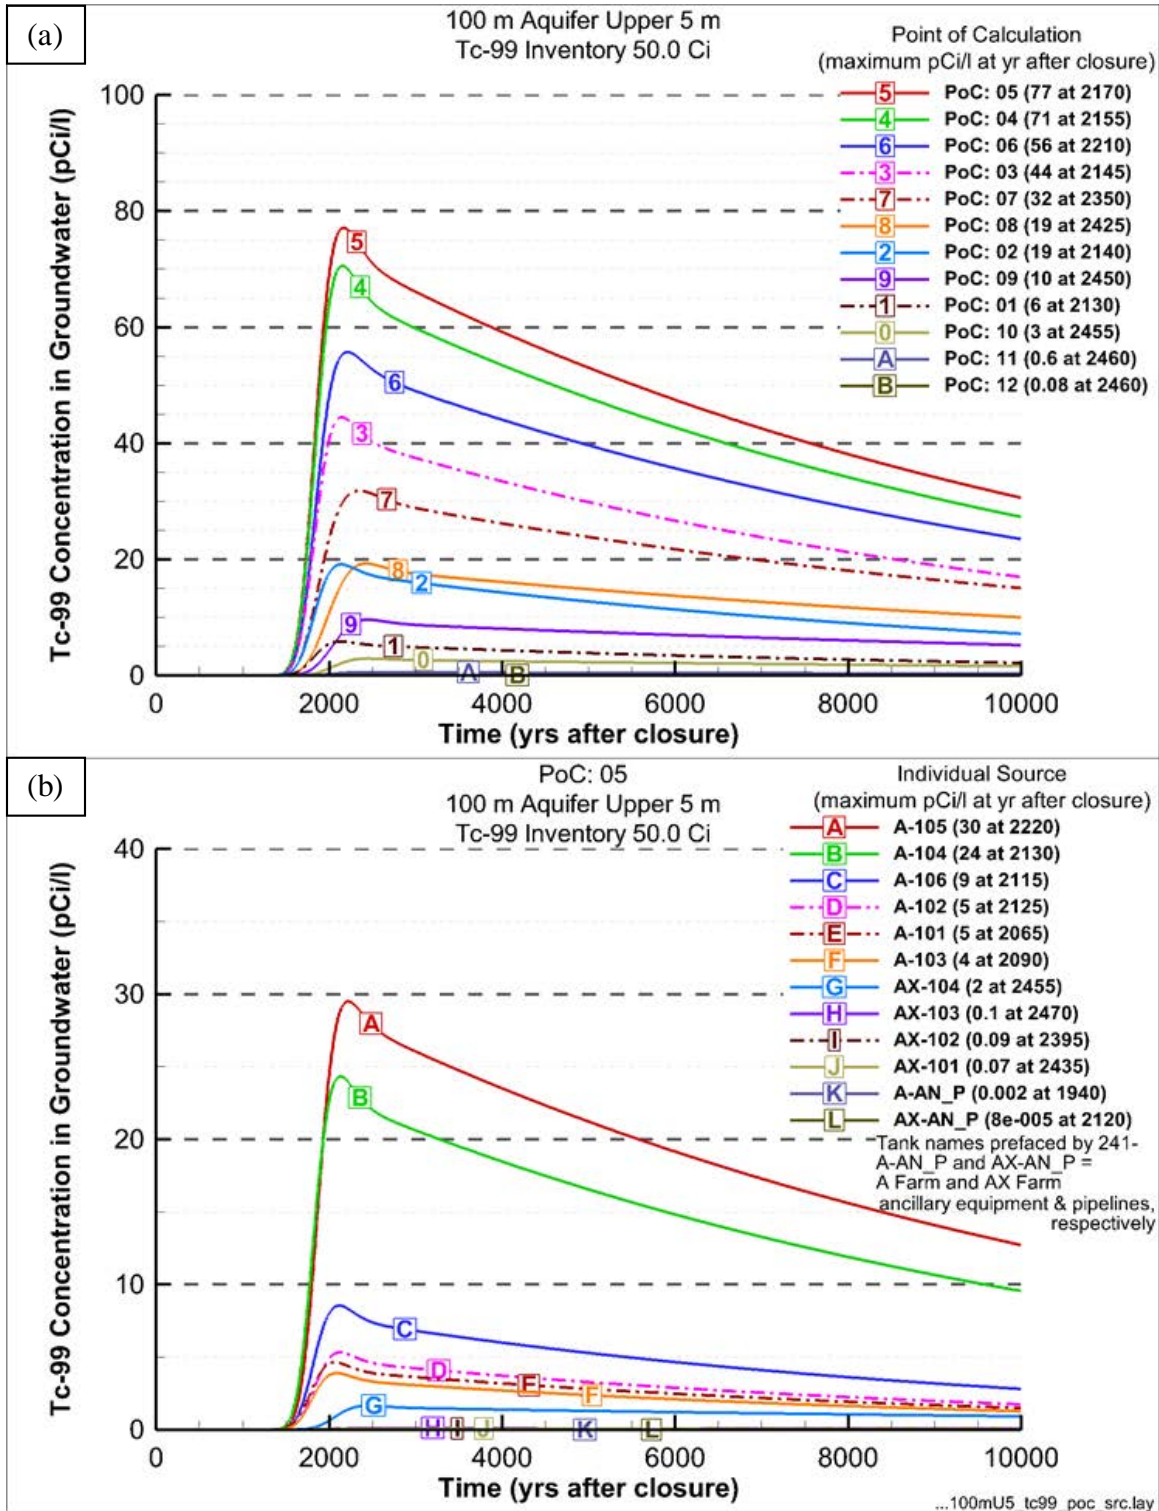 (a)
100 m Aquifer Upper 5 m
Tc-99 Inventory 50.0 Ci
Point of Calculation
(maximum pCi/l at yr after closure)
5 PoC: 05 (77 at 2170)
4 PoC: 04 (71 at 2155)
6 PoC: 06 (56 at 2210)
3 PoC: 03 (44 at 2145)
7 PoC: 07 (32 at 2350)
8 PoC: 08 (19 at 2425)
2 PoC: 02 (19 at 2140)
9 PoC: 09 (10 at 2450)
1 PoC: 01 (6 at 2130)
0 PoC: 10 (3 at 2455)
A PoC: 11 (0.6 at 2460)
B PoC: 12 (0.08 at 2460)
Tc-99 Concentration in Groundwater (pCi/l)
100
80
60
40
20
0
5
4
6
3
7
8
2
9
1
0
A
B
0 2000 4000 6000 8000 10000
Time (yrs after closure)
(b)
PoC: 05
100 m Aquifer Upper 5 m
Tc-99 Inventory 50.0 Ci
Individual Source
(maximum pCi/l at yr after closure)
A A-105 (30 at 2220)
B A-104 (24 at 2130)
C A-106 (9 at 2115)
D A-102 (5 at 2125)
E A-101 (5 at 2065)
F A-103 (4 at 2090)
G AX-104 (2 at 2455)
H AX-103 (0.1 at 2470)
I AX-102 (0.09 at 2395)
J AX-101 (0.07 at 2435)
K A-AN_P (0.002 at 1940)
L AX-AN_P (8e-005 at 2120)
Tank names prefaced by 241-
A-AN_P and AX-AN_P =
A Farm and AX Farm
ancillary equipment & pipelines,
respectively
Tc-99 Concentration in Groundwater (pCi/l)
40
30
20
10
0
A
B
C
D
E
F
G
H
I
J
K
L
0 2000 4000 6000 8000 10000
Time (yrs after closure)
...100mU5_tc99_poc_src.lay